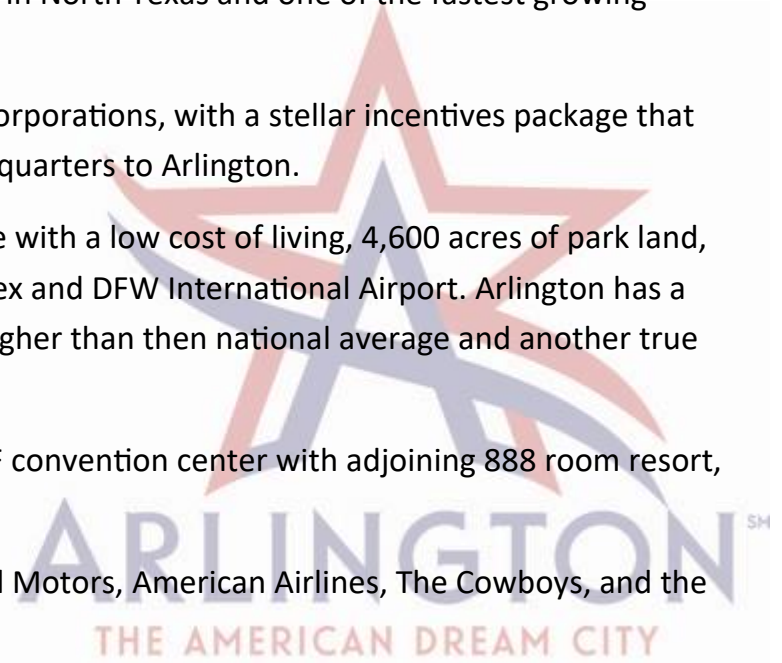 in North Texas and one of the fastest growing
orporations, with a stellar incentives package that
quarters to Arlington.
e with a low cost of living, 4,600 acres of park land,
ex and DFW International Airport. Arlington has a
gher than then national average and another true
F convention center with adjoining 888 room resort,
ARLINGTON SM
l Motors, American Airlines, The Cowboys, and the
THE AMERICAN DREAM CITY